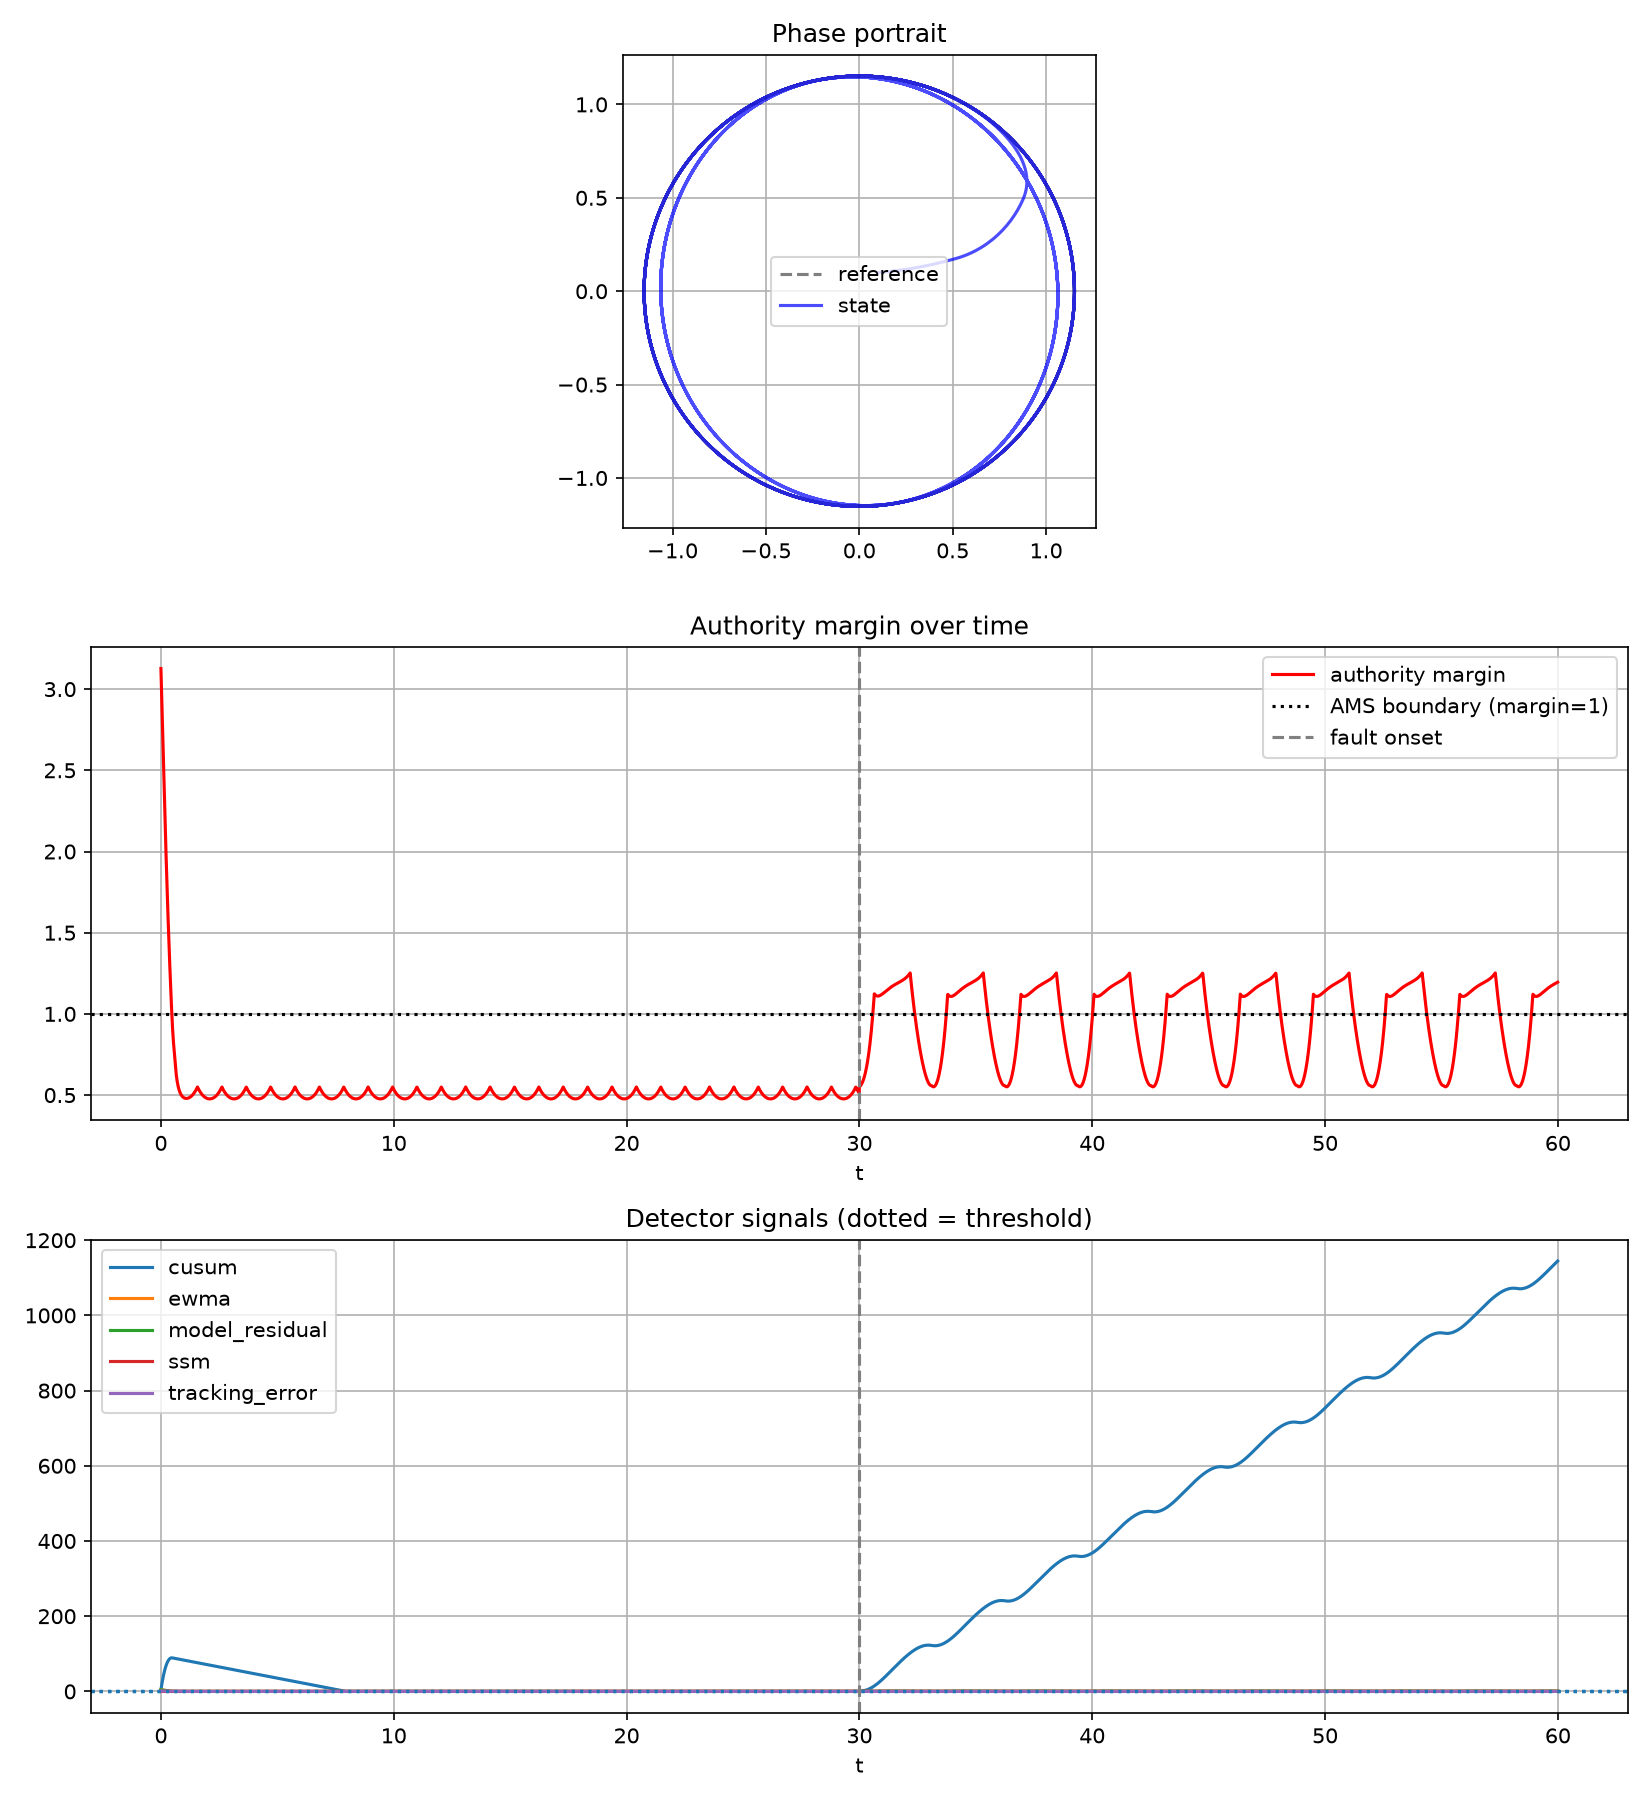 Phase portrait
1.0
0.5
0.0
−0.5
−1.0
reference
state
−1.0 −0.5 0.0 0.5 1.0
Authority margin over time
3.0
2.5
2.0
1.5
1.0
0.5
authority margin
AMS boundary (margin=1)
fault onset
0 10 20 30 40 50 60
t
Detector signals (dotted = threshold)
1200
1000
800
600
400
200
0
cusum
ewma
model_residual
ssm
tracking_error
0 10 20 30 40 50 60
t